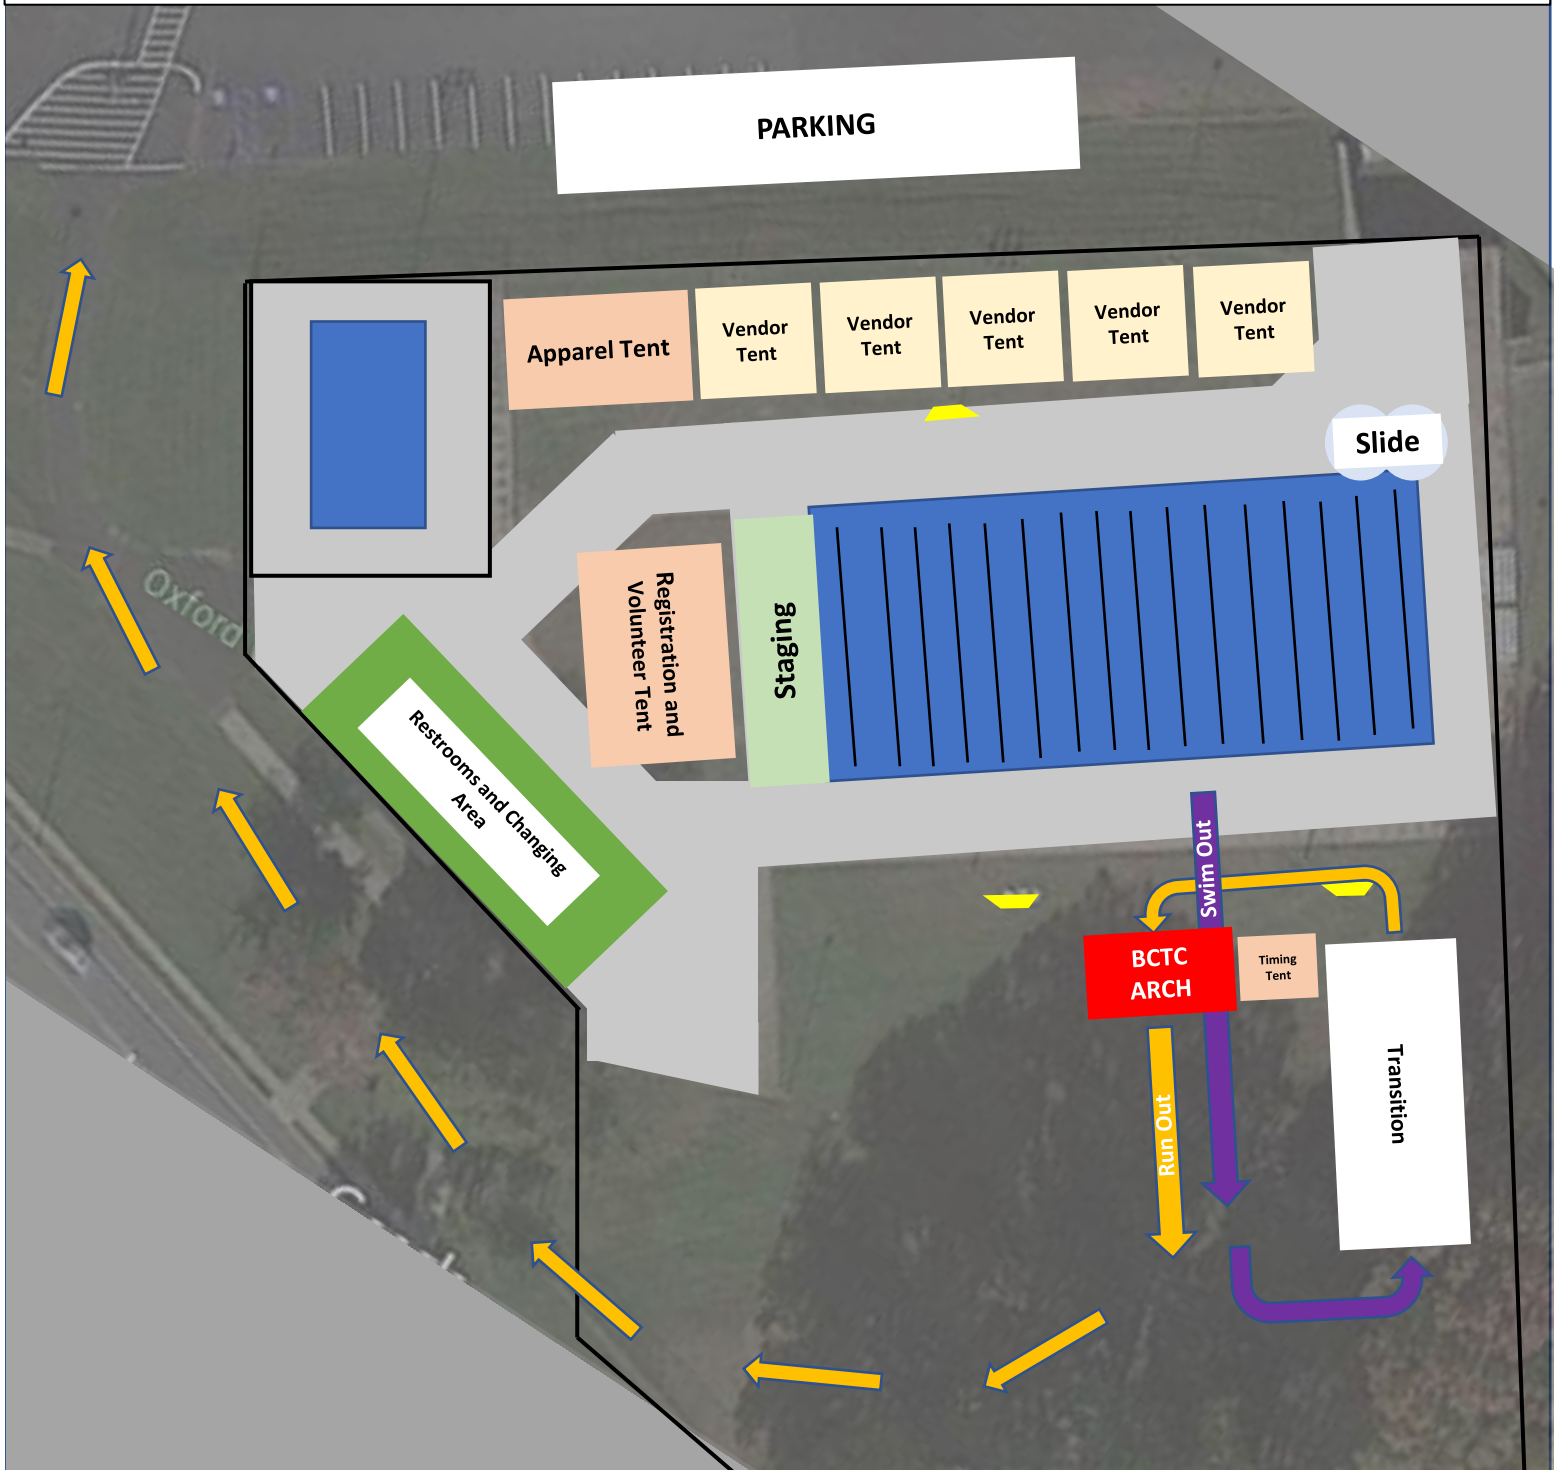 PARKING
Apparel Tent
Vendor
Tent
Vendor
Tent
Vendor
Tent
Vendor
Tent
Vendor
Tent
Slide
Oxford
Registration and
Volunteer Tent
Staging
Restrooms and Changing
Area
Swim Out
BCTC
ARCH
Timing
Tent
Transition
Run Out